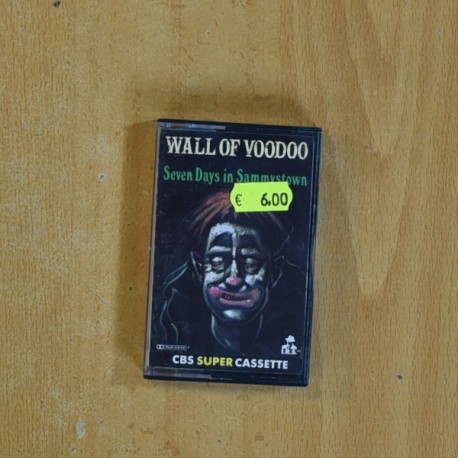 WALL OF VOODOO
Seven Days in Sammystown
€ 6,00
I.R.S.
CBS SUPER CASSETTE